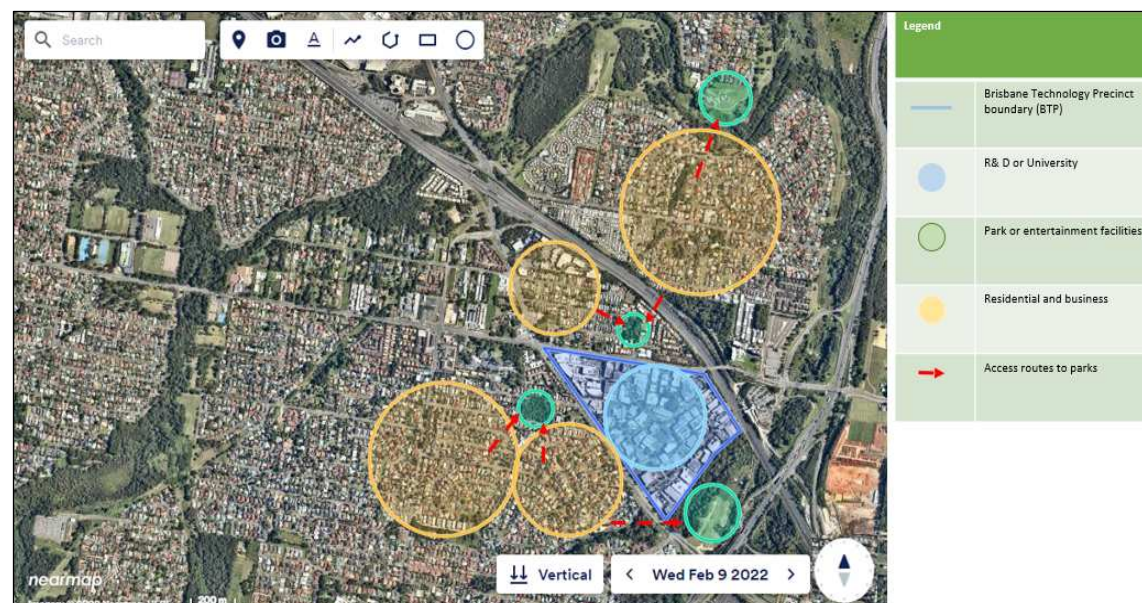 Search
A
Legend
Brisbane Technology Precinct
boundary (BTP)
R& D or University
Park or entertainment facilities
Residential and business
Access routes to parks
nearmap
Vertical
Wed Feb 9 2022
200 m